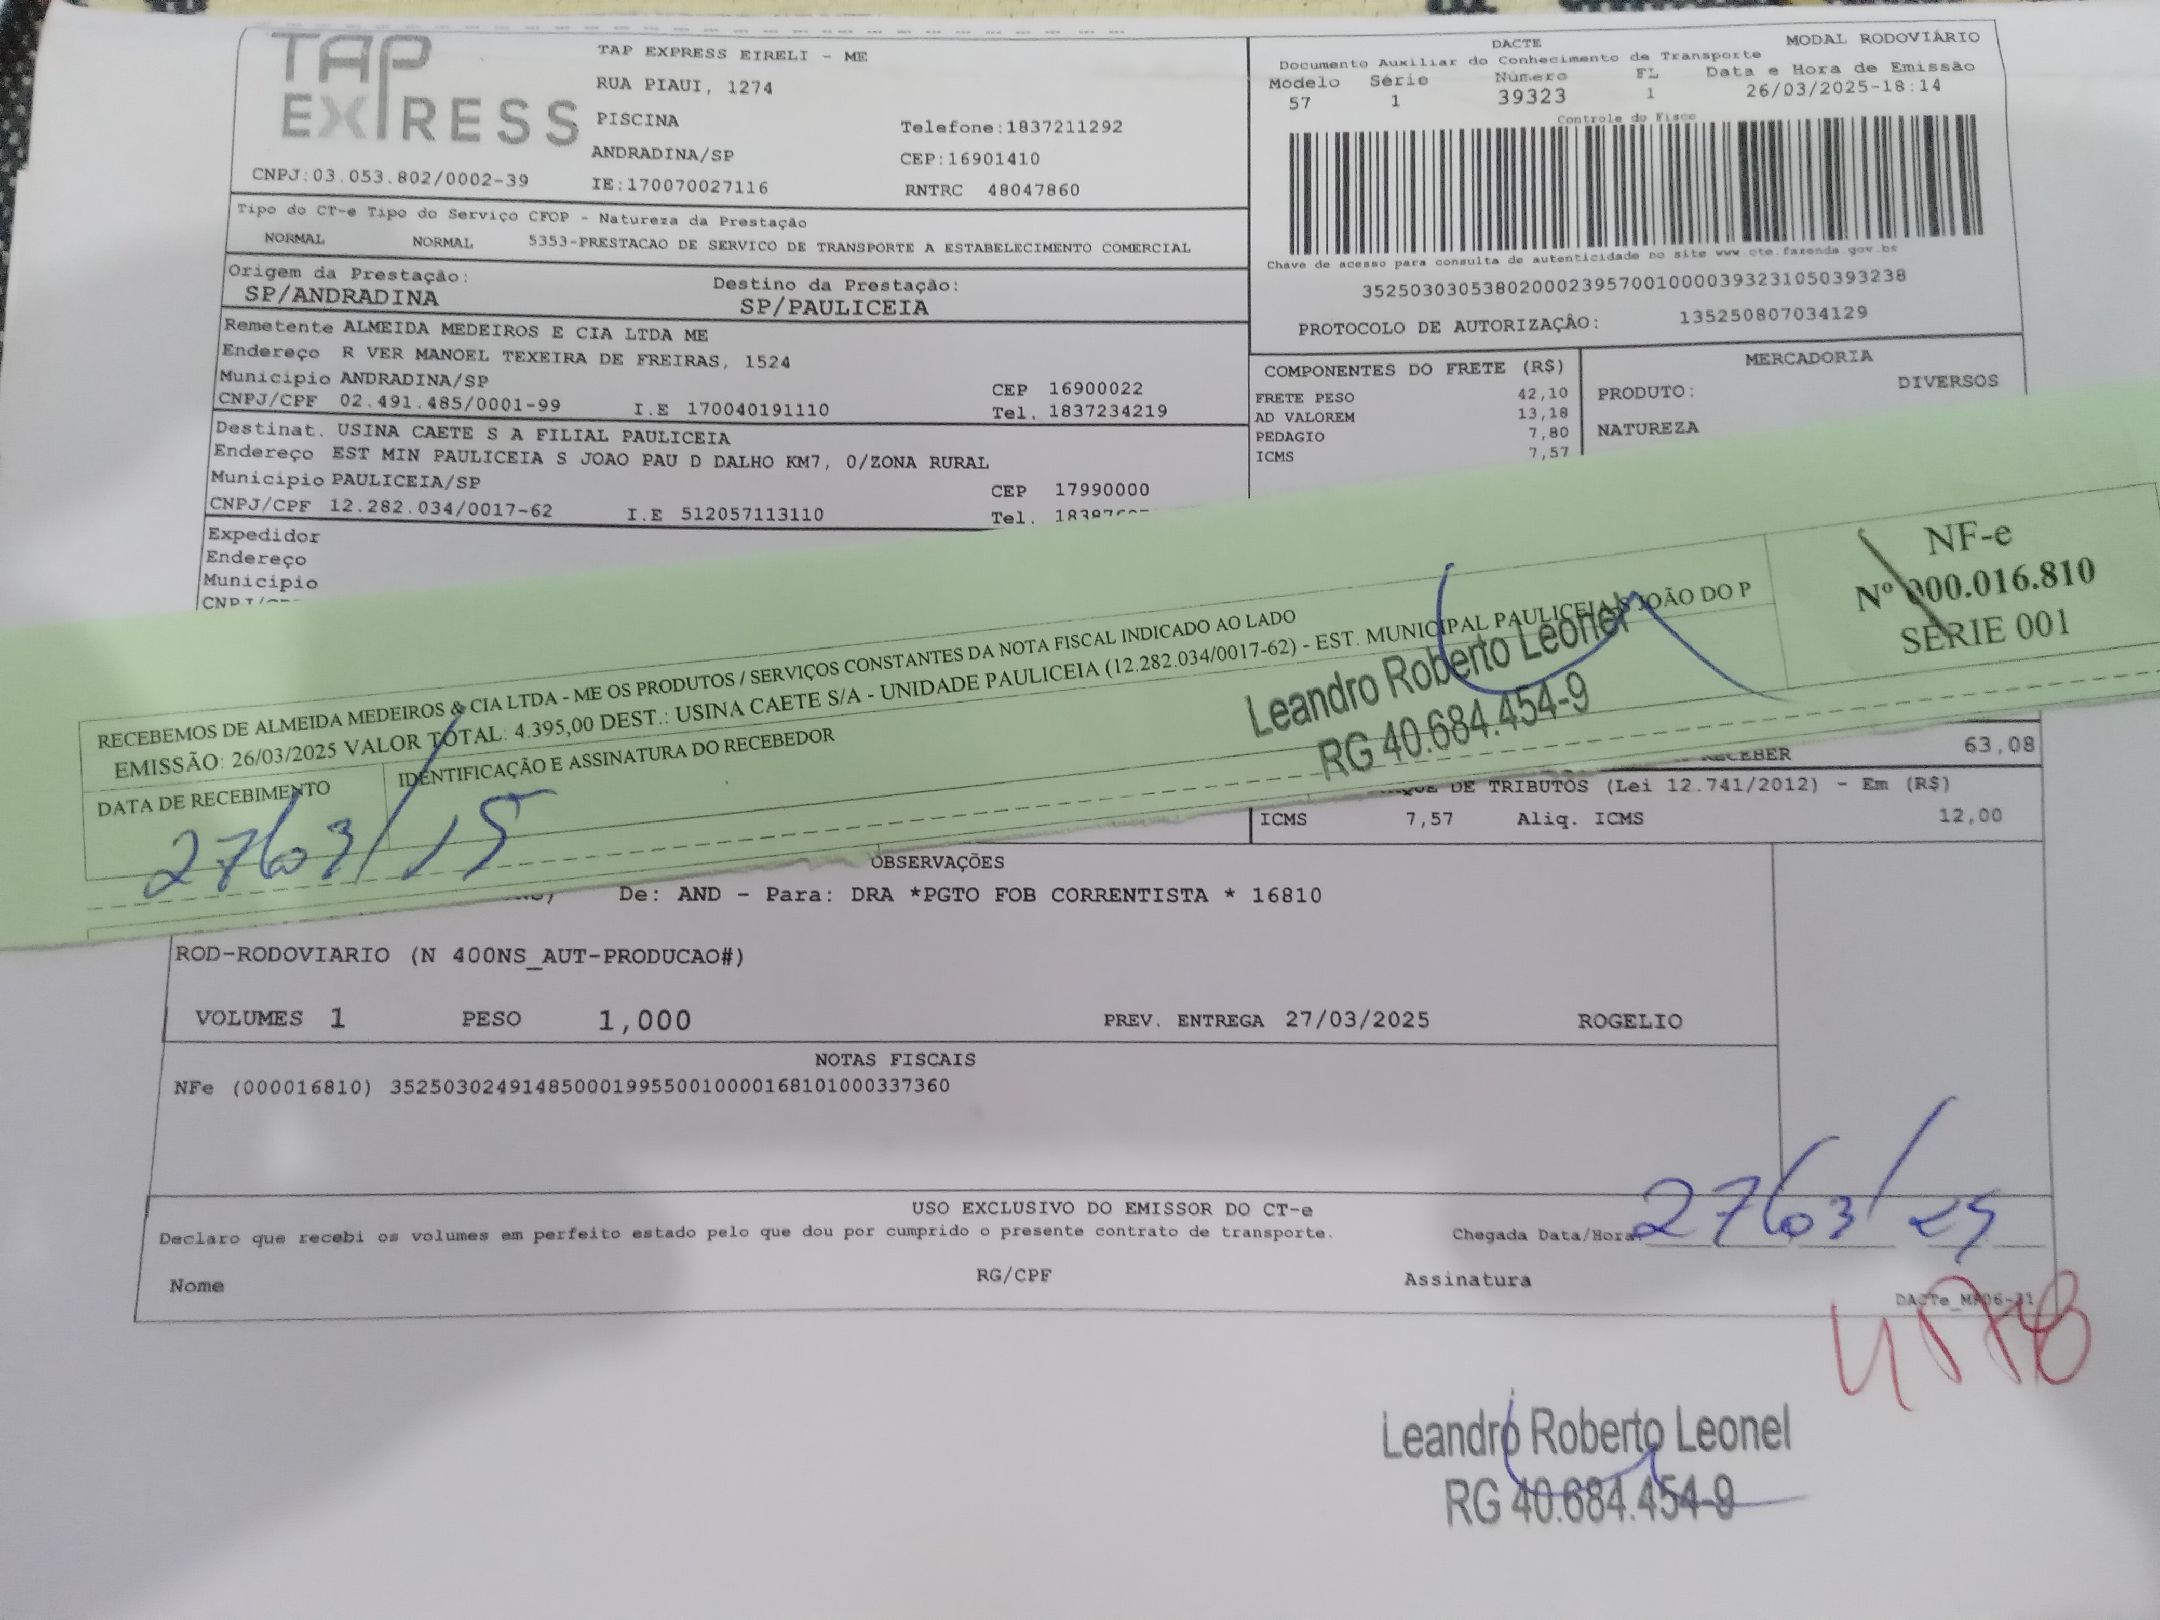 TAP EXPRESS
TAP EXPRESS EIRELI - ME
RUA PIAUI, 1274
PISCINA
Telefone:1837211292
ANDRADINA/SP
CEP:16901410
CNPJ:03.053.802/0002-39
IE:170070027116
RNTRC 48047860
DACTE
MODAL RODOVIÁRIO
Documento Auxiliar do Conhecimento de Transporte
Modelo Série Número FL Data e Hora de Emissão
57 1 39323 1 26/03/2025-18:14
Controle do Fisco
Chave de acesso para consulta de autenticidade no site www.cte.fazenda.gov.br
35250303053802000239570010000393231050393238
PROTOCOLO DE AUTORIZAÇÃO: 135250807034129
Tipo do CT-e Tipo do Serviço CFOP - Natureza da Prestação
NORMAL NORMAL 5353-PRESTACAO DE SERVICO DE TRANSPORTE A ESTABELECIMENTO COMERCIAL
Origem da Prestação: Destino da Prestação:
SP/ANDRADINA SP/PAULICEIA
Remetente ALMEIDA MEDEIROS E CIA LTDA ME
Endereço R VER MANOEL TEXEIRA DE FREIRAS, 1524
Municipio ANDRADINA/SP CEP 16900022
CNPJ/CPF 02.491.485/0001-99 I.E 170040191110 Tel. 1837234219
Destinat. USINA CAETE S A FILIAL PAULICEIA
Endereço EST MIN PAULICEIA S JOAO PAU D DALHO KM7, 0/ZONA RURAL
Municipio PAULICEIA/SP CEP 17990000
CNPJ/CPF 12.282.034/0017-62 I.E 512057113110 Tel.
Expedidor
Endereço
Municipio
COMPONENTES DO FRETE (R$)
FRETE PESO 42,10
AD VALOREM 13,18
PEDAGIO 7,80
ICMS 7,57
MERCADORIA
PRODUTO: DIVERSOS
NATUREZA
RECEBEMOS DE ALMEIDA MEDEIROS & CIA LTDA - ME OS PRODUTOS / SERVIÇOS CONSTANTES DA NOTA FISCAL INDICADO AO LADO
EMISSÃO: 26/03/2025 VALOR TOTAL: 4.395,00 DEST.: USINA CAETE S/A - UNIDADE PAULICEIA (12.282.034/0017-62) - EST. MUNICIPAL PAULICEIA S JOÃO DO P
DATA DE RECEBIMENTO
IDENTIFICAÇÃO E ASSINATURA DO RECEBEDOR
NF-e
Nº 000.016.810
SÉRIE 001
Leandro Roberto Leonel
RG 40.684.454-9
RECEBER 63,08
DE TRIBUTOS (Lei 12.741/2012) - Em (R$)
ICMS 7,57 Aliq. ICMS 12,00
OBSERVAÇÕES
De: AND - Para: DRA *PGTO FOB CORRENTISTA * 16810
ROD-RODOVIARIO (N 400NS_AUT-PRODUCAO#)
VOLUMES 1 PESO 1,000 PREV. ENTREGA 27/03/2025 ROGELIO
NOTAS FISCAIS
NFe (000016810) 35250302491485000199550010000168101000337360
USO EXCLUSIVO DO EMISSOR DO CT-e
Declaro que recebi os volumes em perfeito estado pelo que dou por cumprido o presente contrato de transporte.
Chegada Data/Hora: 27/03/25
Nome RG/CPF Assinatura
Leandro Roberto Leonel
RG 40.684.454-9